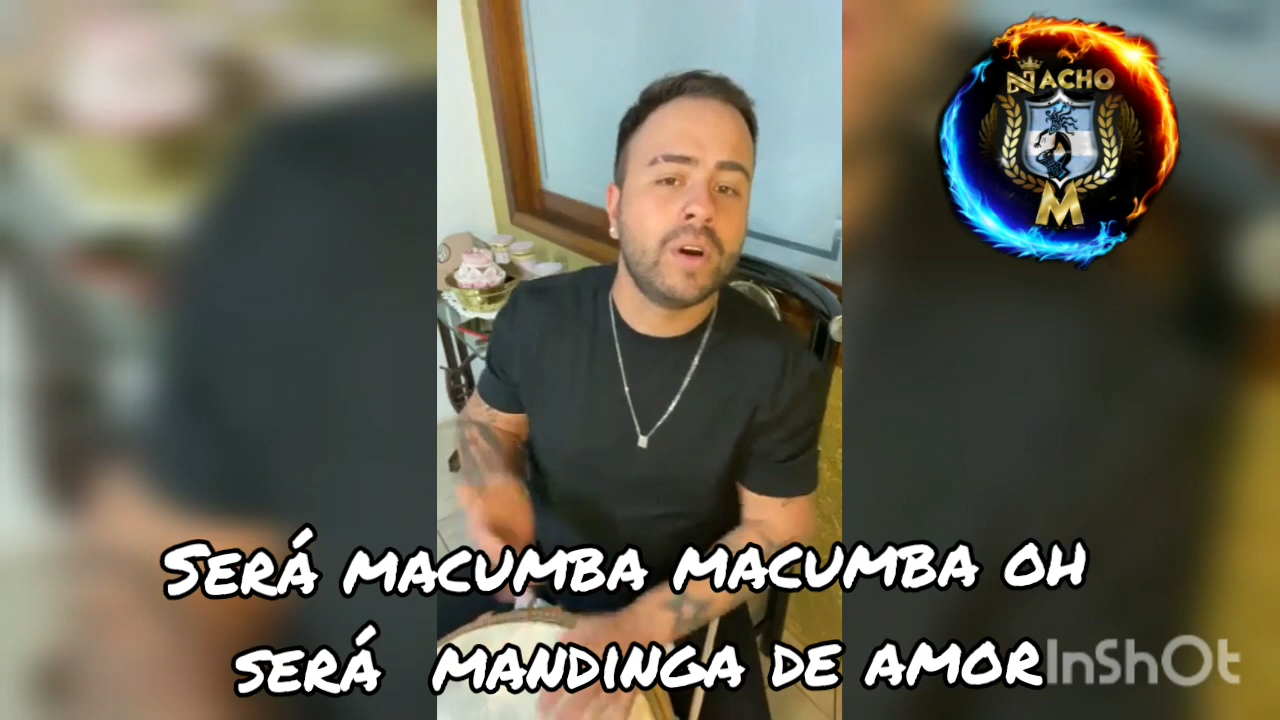 NACHO
M
Será macumba macumba oh
será mandinga de amor
InShOt